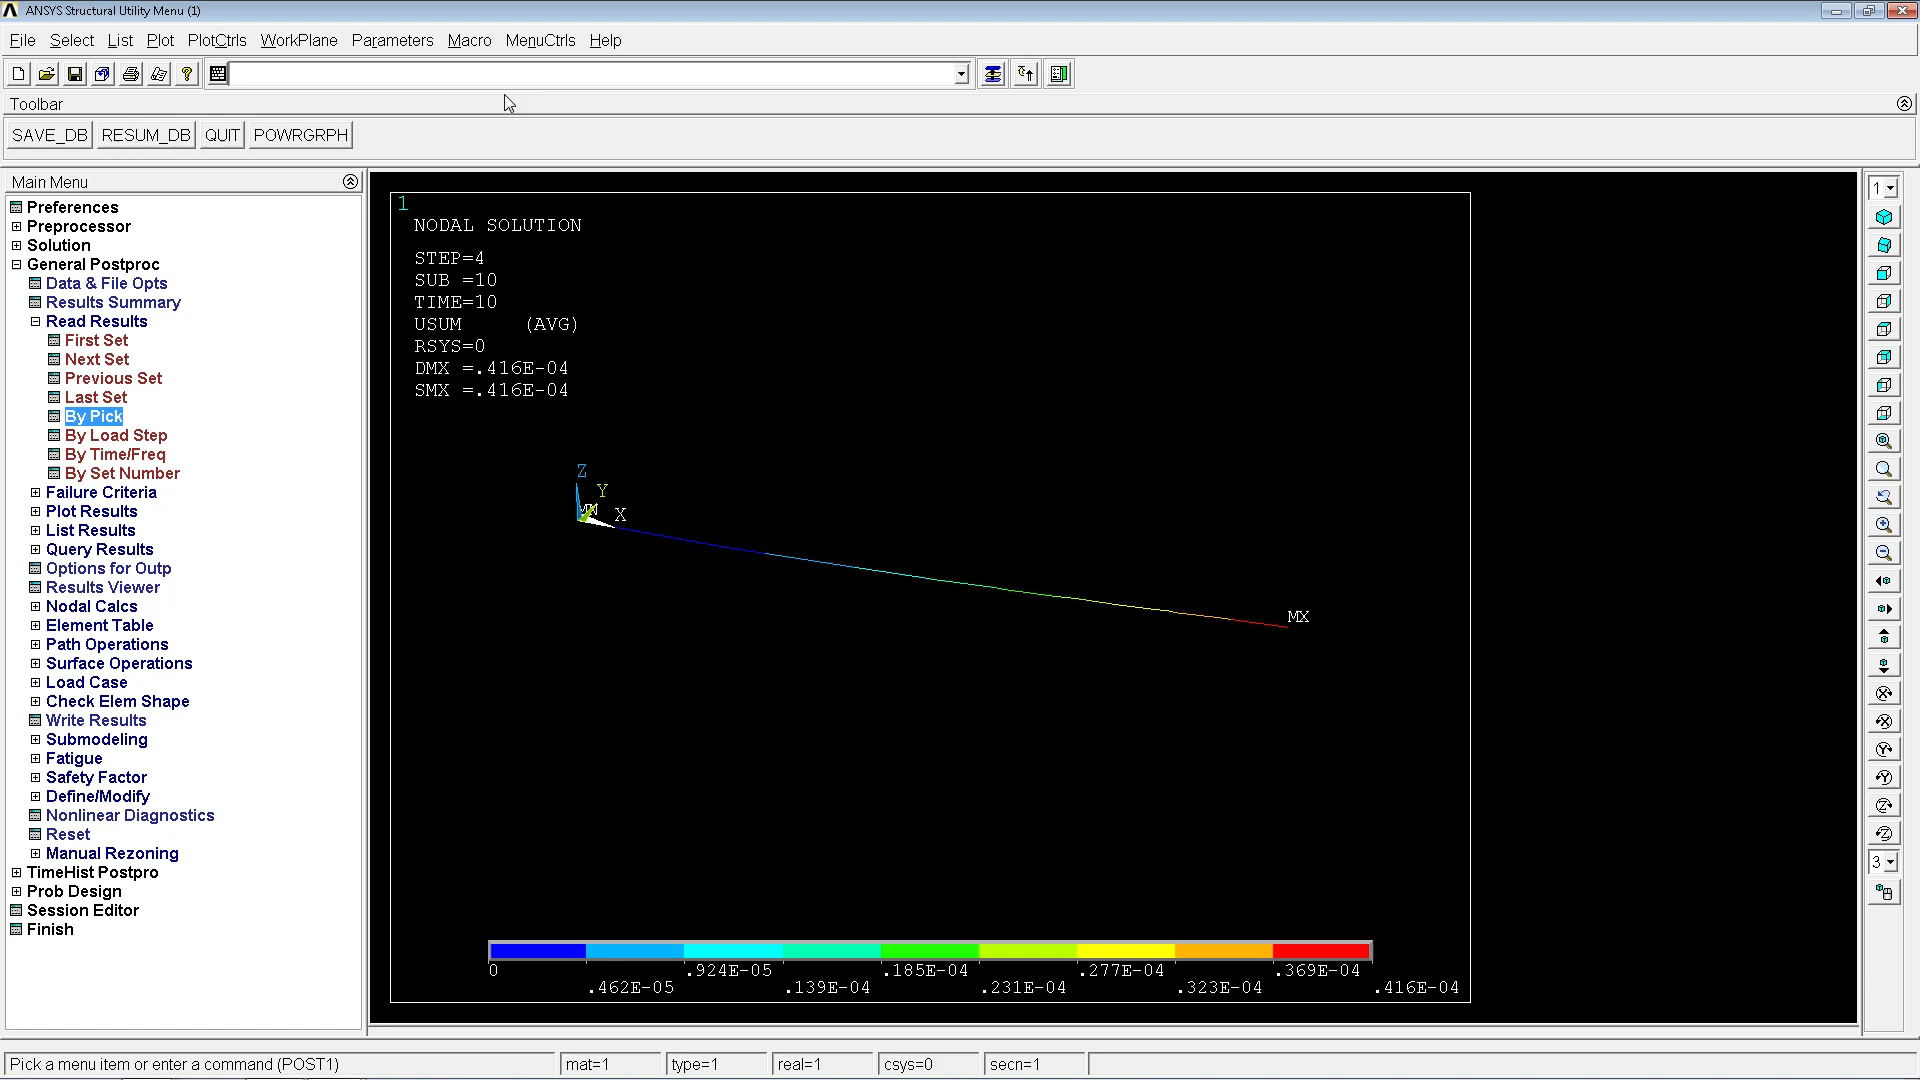 ANSYS Structural Utility Menu (1)
File Select List Plot PlotCtrls WorkPlane Parameters Macro MenuCtrls Help
Toolbar
SAVE_DB RESUM_DB QUIT POWRGRPH
Main Menu
Preferences
Preprocessor
Solution
General Postproc
Data & File Opts
Results Summary
Read Results
First Set
Next Set
Previous Set
Last Set
By Pick
By Load Step
By Time/Freq
By Set Number
Failure Criteria
Plot Results
List Results
Query Results
Options for Outp
Results Viewer
Nodal Calcs
Element Table
Path Operations
Surface Operations
Load Case
Check Elem Shape
Write Results
Submodeling
Fatigue
Safety Factor
Define/Modify
Nonlinear Diagnostics
Reset
Manual Rezoning
TimeHist Postpro
Prob Design
Session Editor
Finish
1
NODAL SOLUTION
STEP=4
SUB =10
TIME=10
USUM (AVG)
RSYS=0
DMX =.416E-04
SMX =.416E-04
Z
Y
X
MX
0 .924E-05 .185E-04 .277E-04 .369E-04
.462E-05 .139E-04 .231E-04 .323E-04 .416E-04
1
3
Pick a menu item or enter a command (POST1) mat=1 type=1 real=1 csys=0 secn=1